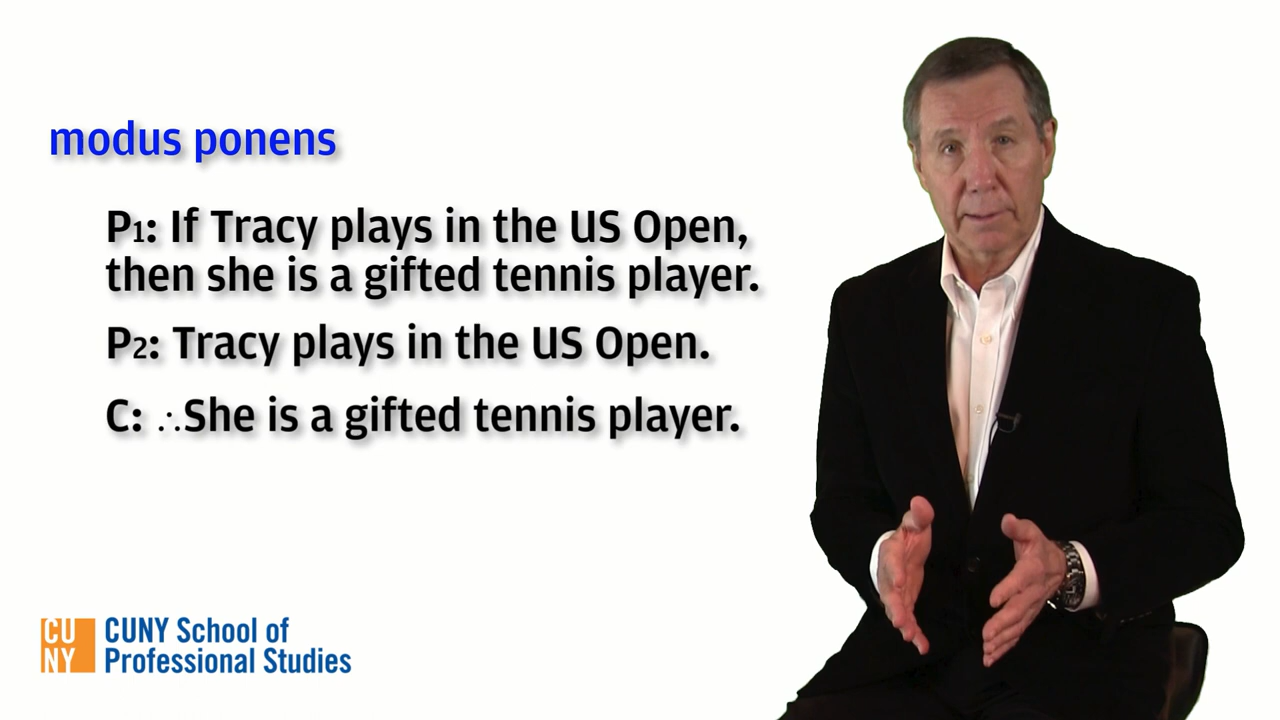 modus ponens
P1: If Tracy plays in the US Open,
then she is a gifted tennis player.
P2: Tracy plays in the US Open.
C: ∴She is a gifted tennis player.
CU
NY
CUNY School of
Professional Studies